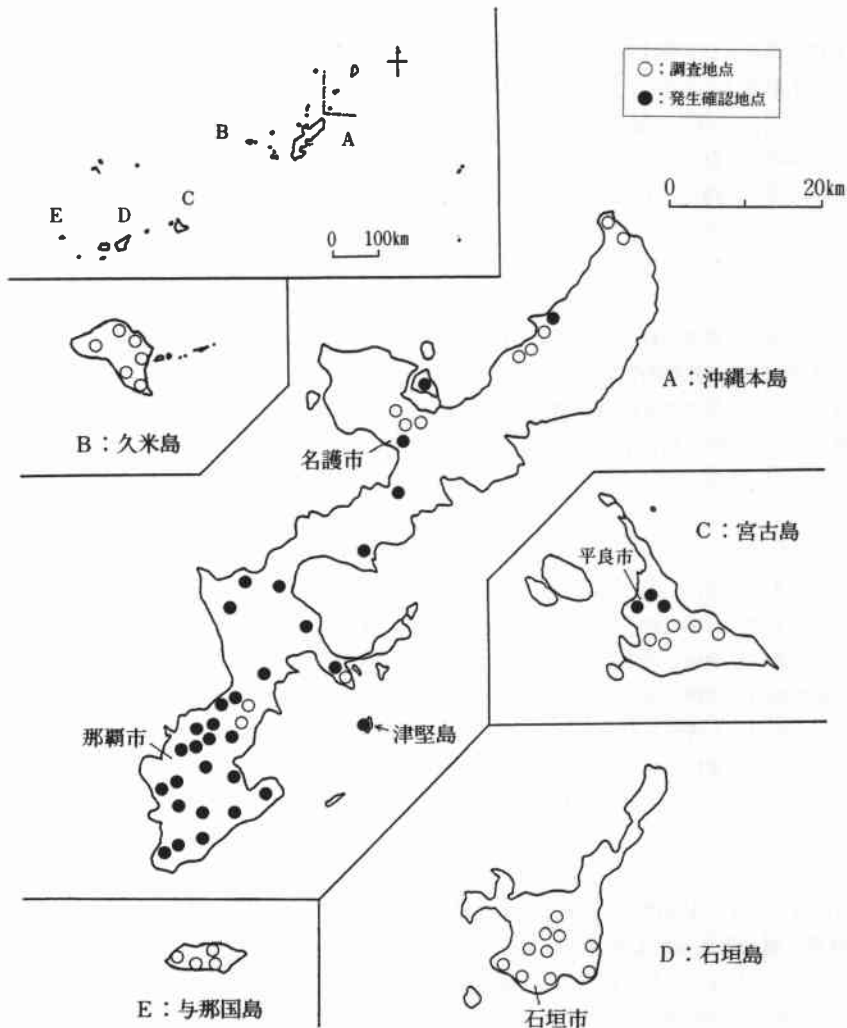 ○：調査地点
●：発生確認地点
B
A
C
E
D
0 100km
0 20km
A：沖縄本島
B：久米島
名護市
C：宮古島
平良市
那覇市
津堅島
D：石垣島
E：与那国島
石垣市